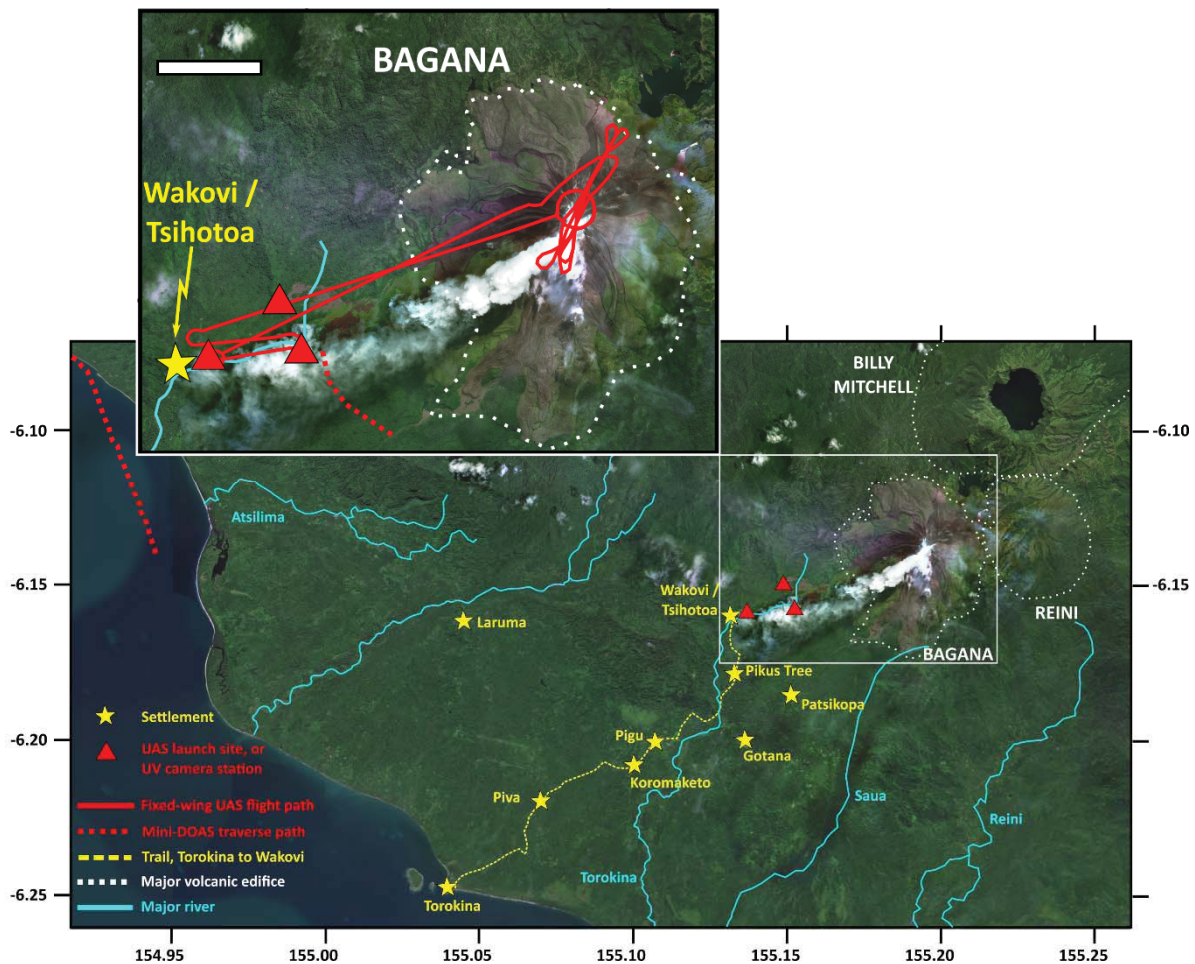 BAGANA
Wakovi /
Tsihotoa
BILLY
MITCHELL
-6.10
-6.10
Atsilima
-6.15
-6.15
Wakovi /
Tsihotoa
Laruma
REINI
BAGANA
Pikus Tree
Patsikopa
Settlement
-6.20
-6.20
Pigu
Gotana
UAS launch site, or
UV camera station
Koromaketo
Piva
Saua
Fixed-wing UAS flight path
Reini
Mini-DOAS traverse path
Trail, Torokina to Wakovi
Major volcanic edifice
Torokina
-6.25
-6.25
Major river
Torokina
154.95
155.00
155.05
155.10
155.15
155.20
155.25